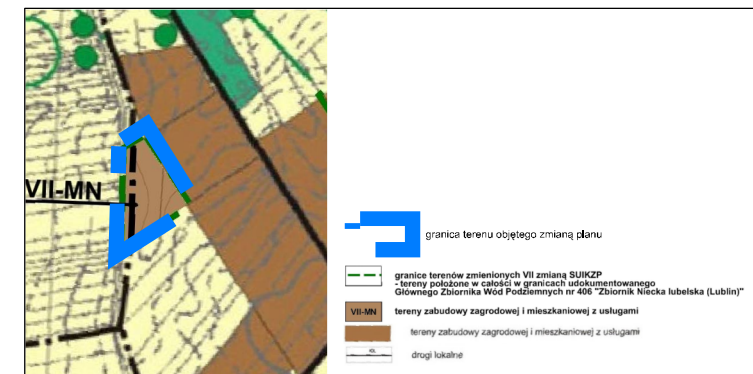 VII-MN
granica terenu objętego zmianą planu
granice terenów zmienionych VII zmianą SUIKZP
- tereny położone w całości w granicach udokumentowanego
Głównego Zbiornika Wód Podziemnych nr 406 "Zbiornik Niecka lubelska (Lublin)"
VII-MN tereny zabudowy zagrodowej i mieszkaniowej z usługami
tereny zabudowy zagrodowej i mieszkaniowej z usługami
drogi lokalne